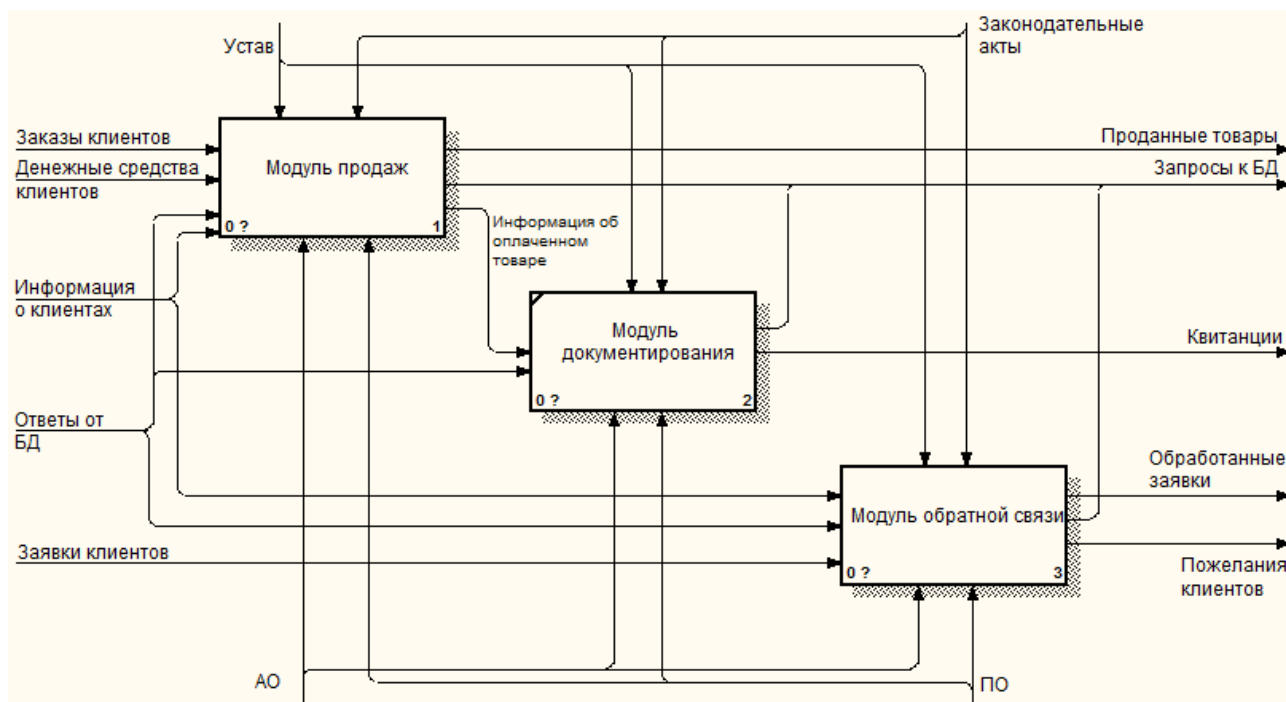 Устав
Законодательные
акты
Заказы клиентов
Денежные средства
клиентов
Модуль продаж
0 ?
1
Проданные товары
Запросы к БД
Информация об
оплаченном
товаре
Информация
о клиентах
Модуль
документирования
0 ?
2
Квитанции
Ответы от
БД
Обработанные
заявки
Модуль обратной связи
0 ?
3
Заявки клиентов
Пожелания
клиентов
АО
ПО